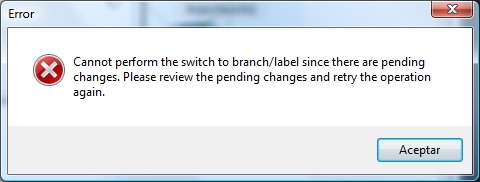 Error
Cannot perform the switch to branch/label since there are pending
changes. Please review the pending changes and retry the operation
again.
Aceptar